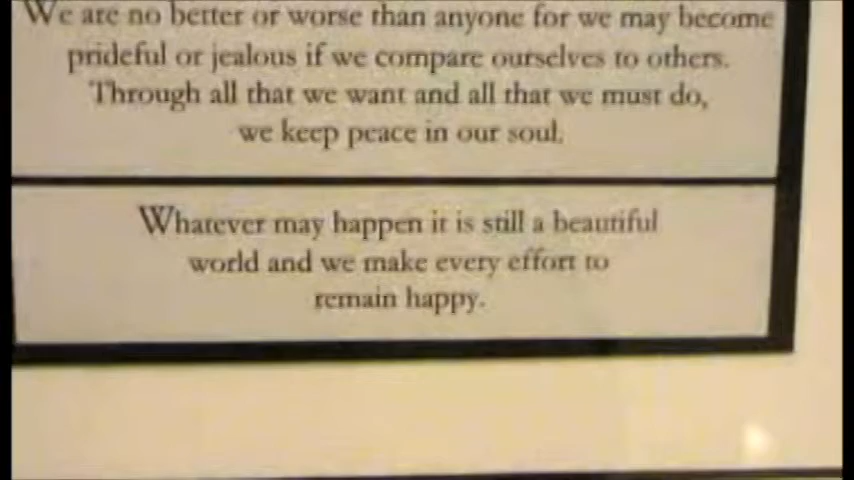 We are no better or worse than anyone for we may become
prideful or jealous if we compare ourselves to others.
Through all that we want and all that we must do,
we keep peace in our soul.
Whatever may happen it is still a beautiful
world and we make every effort to
remain happy.